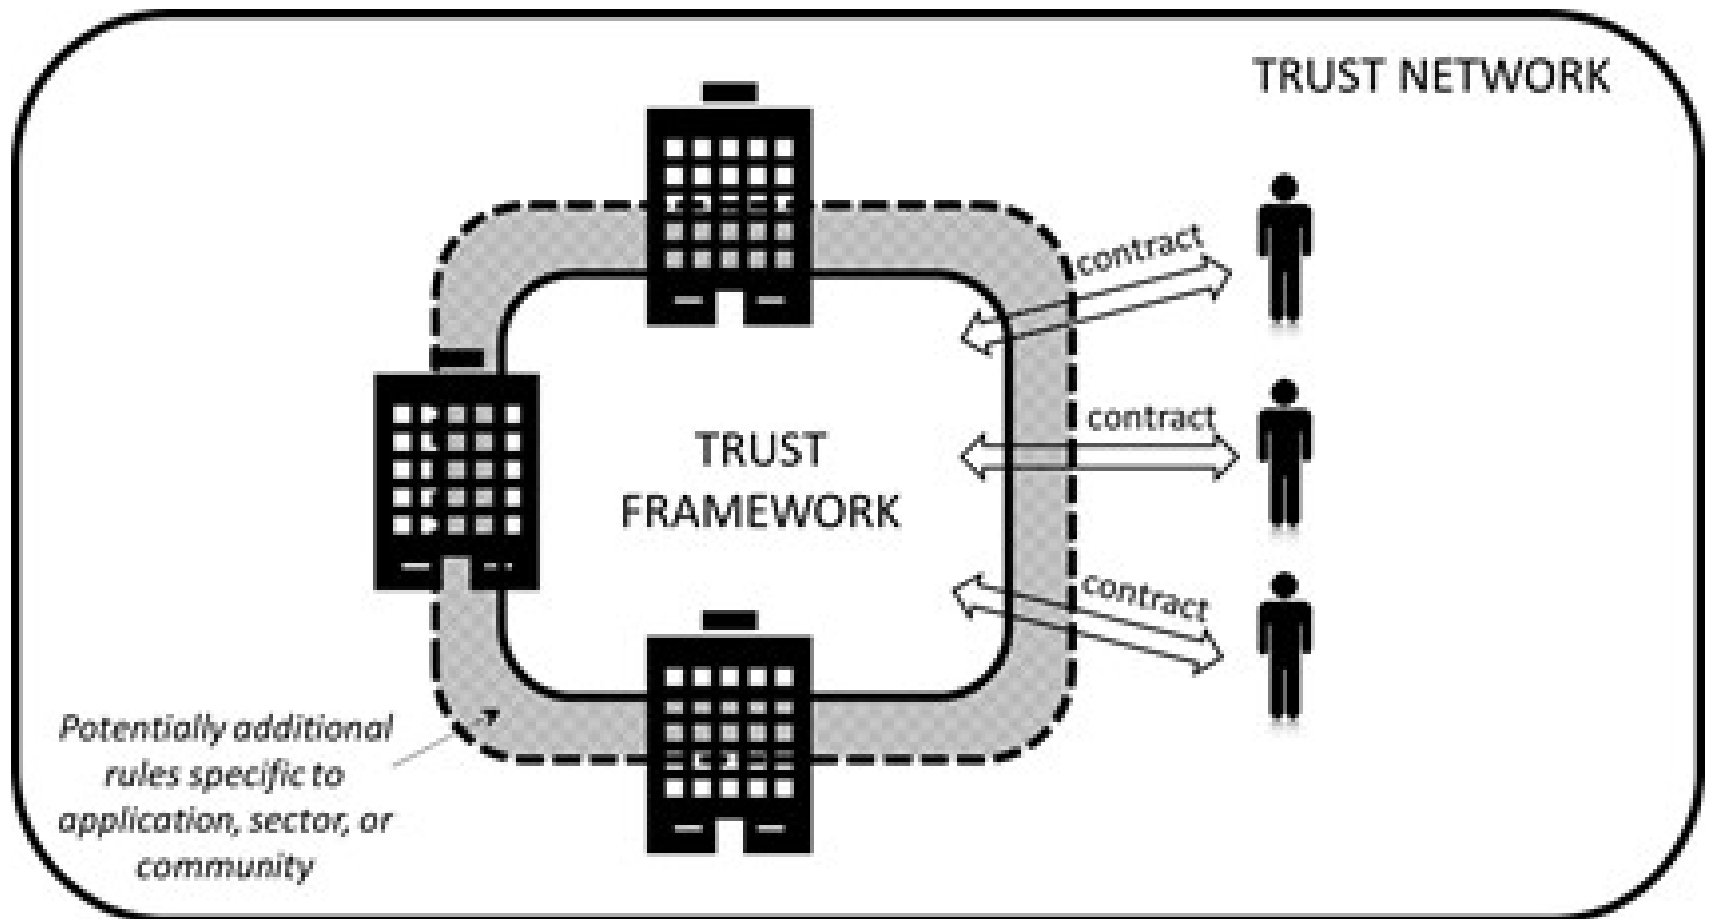 TRUST NETWORK
contract
contract
TRUST
FRAMEWORK
contract
Potentially additional
rules specific to
application, sector, or
community